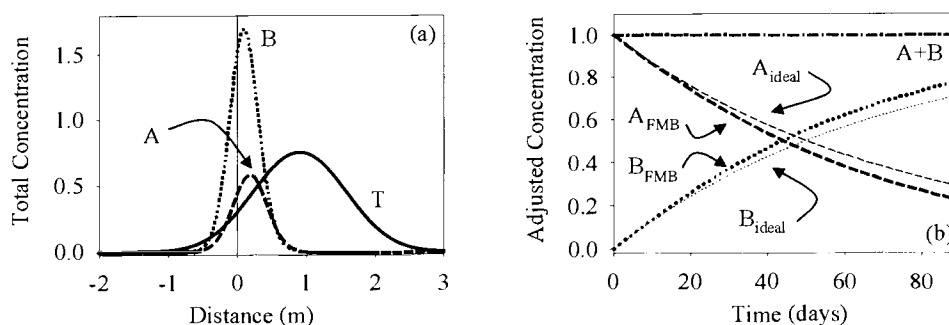 (a)
Total Concentration
1.5
1.0
0.5
0.0
B
A
T
-2
-1
0
1
2
3
Distance (m)
Adjusted Concentration
1.0
0.8
0.6
0.4
0.2
0.0
A+B
A_ideal
A_FMB
B_FMB
B_ideal
(b)
0
20
40
60
80
Time (days)